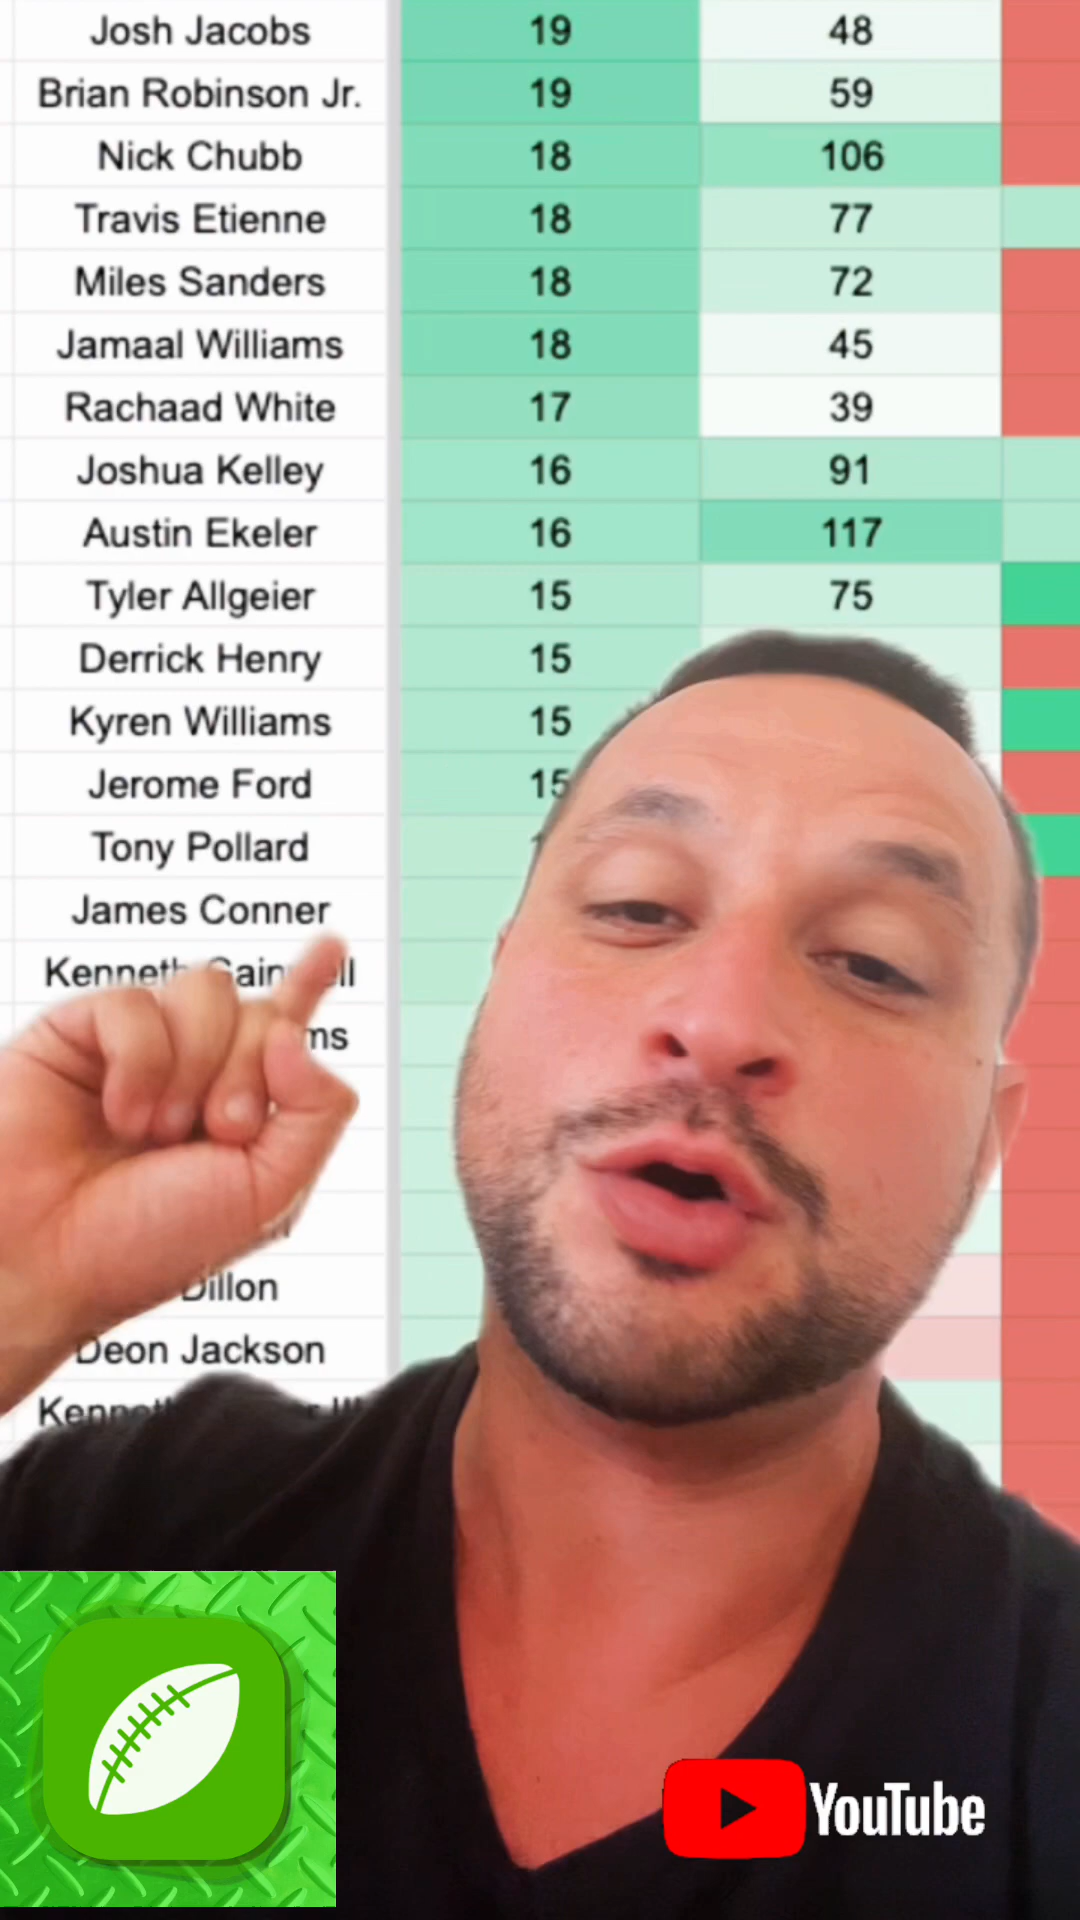 Josh Jacobs 19 48
Brian Robinson Jr. 19 59
Nick Chubb 18 106
Travis Etienne 18 77
Miles Sanders 18 72
Jamaal Williams 18 45
Rachaad White 17 39
Joshua Kelley 16 91
Austin Ekeler 16 117
Tyler Allgeier 15 75
Derrick Henry 15
Kyren Williams 15
Jerome Ford 15
Tony Pollard
James Conner
Dillon
Deon Jackson
YouTube